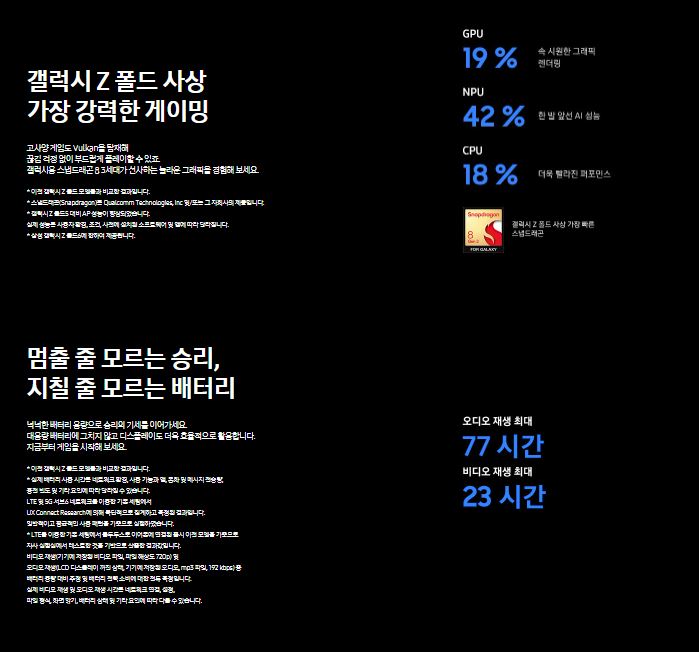 갤럭시 Z 폴드 사상
가장 강력한 게이밍
고사양 게임도 Vulkan을 탑재해
끊김 걱정 없이 부드럽게 플레이할 수 있죠.
갤럭시용 스냅드래곤 8 3세대가 선사하는 놀라운 그래픽을 경험해 보세요.
* 이전 갤럭시 Z 폴드 모델들과 비교한 결과입니다.
* 스냅드래곤(Snapdragon)는 Qualcomm Technologies, Inc 및/또는 그 자회사의 제품입니다.
* 갤럭시 Z 폴드5 대비 AP 성능이 향상되었습니다.
실제 성능은 사용자 환경, 조건, 사전에 설치된 소프트웨어 및 앱에 따라 달라집니다.
* 삼성 갤럭시 Z 폴드6에 한하여 제공됩니다.
GPU
19 %
속 시원한 그래픽
렌더링
NPU
42 %
한 발 앞선 AI 성능
CPU
18 %
더욱 빨라진 퍼포먼스
Snapdragon
8
Gen 3
FOR GALAXY
갤럭시 Z 폴드 사상 가장 빠른
스냅드래곤
멈출 줄 모르는 승리,
지칠 줄 모르는 배터리
넉넉한 배터리 용량으로 승리의 기세를 이어가세요.
대용량 배터리에 그치지 않고 디스플레이도 더욱 효율적으로 활용합니다.
지금부터 게임을 시작해 보세요.
* 이전 갤럭시 Z 폴드 모델들과 비교한 결과입니다.
* 실제 배터리 사용 시간은 네트워크 환경, 사용 기능과 앱, 통화 및 메시지 전송량,
충전 빈도 및 기타 요인에 따라 달라질 수 있습니다.
LTE 및 5G 서브6 네트워크를 이용한 기본 세팅에서
UX Connect Research에 의해 독립적으로 집계하고 측정된 결과입니다.
일반적이고 평균적인 사용 패턴을 기준으로 실험하였습니다.
* LTE를 이용한 기본 세팅에서 블루투스로 이어폰에 연결된 출시 이전 모델을 기준으로
자사 실험실에서 테스트한 것을 기반으로 산출한 결과값입니다.
비디오 재생(기기에 저장된 비디오 파일, 파일 해상도 720p) 및
오디오 재생(LCD 디스플레이 꺼진 상태, 기기에 저장된 오디오, mp3 파일, 192 kbps)용
배터리 용량 대비 추정 및 배터리 전력 소비에 대한 전류 측정입니다.
실제 비디오 재생 및 오디오 재생 시간은 네트워크 연결, 설정,
파일 형식, 화면 밝기, 배터리 상태 및 기타 요인에 따라 다를 수 있습니다.
오디오 재생 최대
77 시간
비디오 재생 최대
23 시간